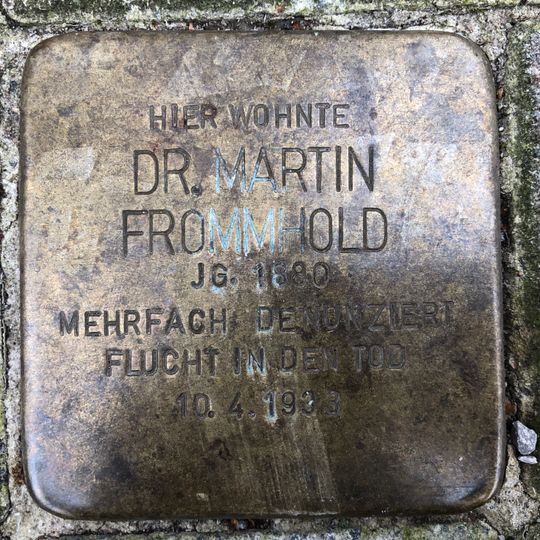 HIER WOHNTE
DR. MARTIN
FROMMHOLD
JG. 1880
MEHRFACH DENUNZIERT
FLUCHT IN DEN TOD
10.4.1933